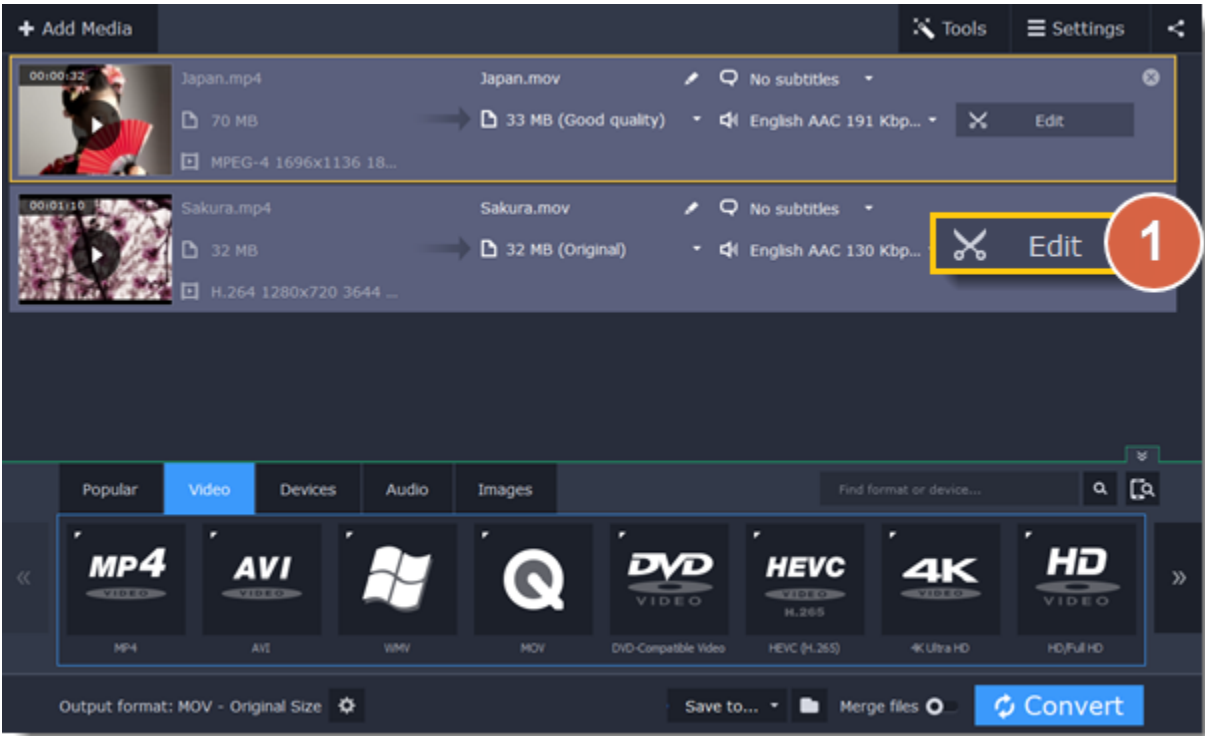 Add Media
Tools
Settings
00:00:32
Japan.mp4
Japan.mov
No subtitles
70 MB
33 MB (Good quality)
English AAC 191 Kbp...
Edit
MPEG-4 1696x1136 18...
00:01:10
Sakura.mp4
Sakura.mov
No subtitles
32 MB
32 MB (Original)
English AAC 130 Kbp...
Edit
1
H.264 1280x720 3644 ...
Popular
Video
Devices
Audio
Images
Find format or device...
MP4
VIDEO
AVI
VIDEO
DVD
VIDEO
HEVC
VIDEO
H.265
4K
VIDEO
HD
VIDEO
MP4
AVI
WMV
MOV
DVD-Compatible Video
HEVC (H.265)
4K Ultra HD
HD/Full HD
Output format: MOV - Original Size
Save to...
Merge files
Convert